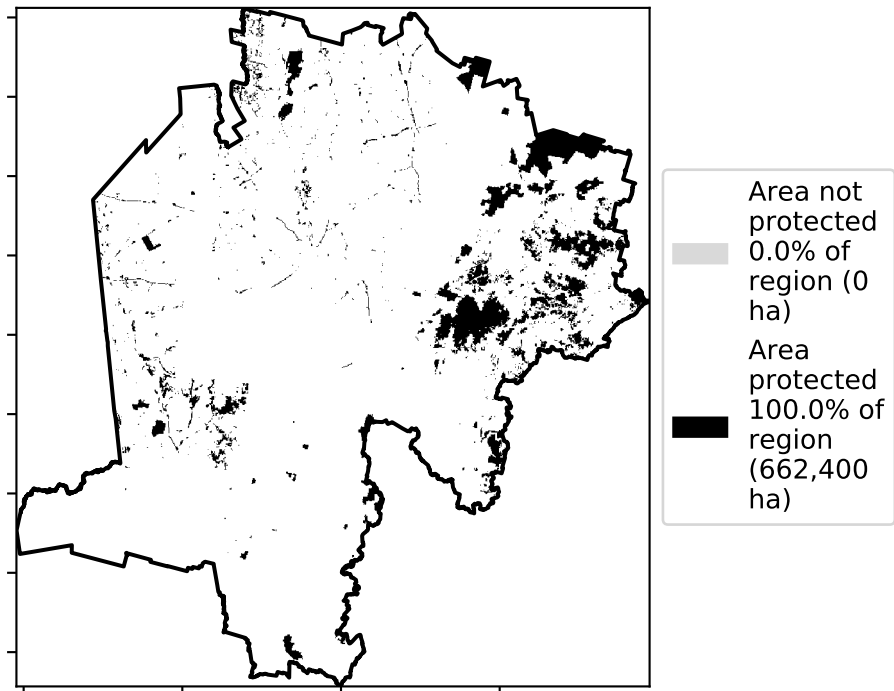 Area not
protected
0.0% of
region (0
ha)
Area
protected
100.0% of
region
(662,400
ha)